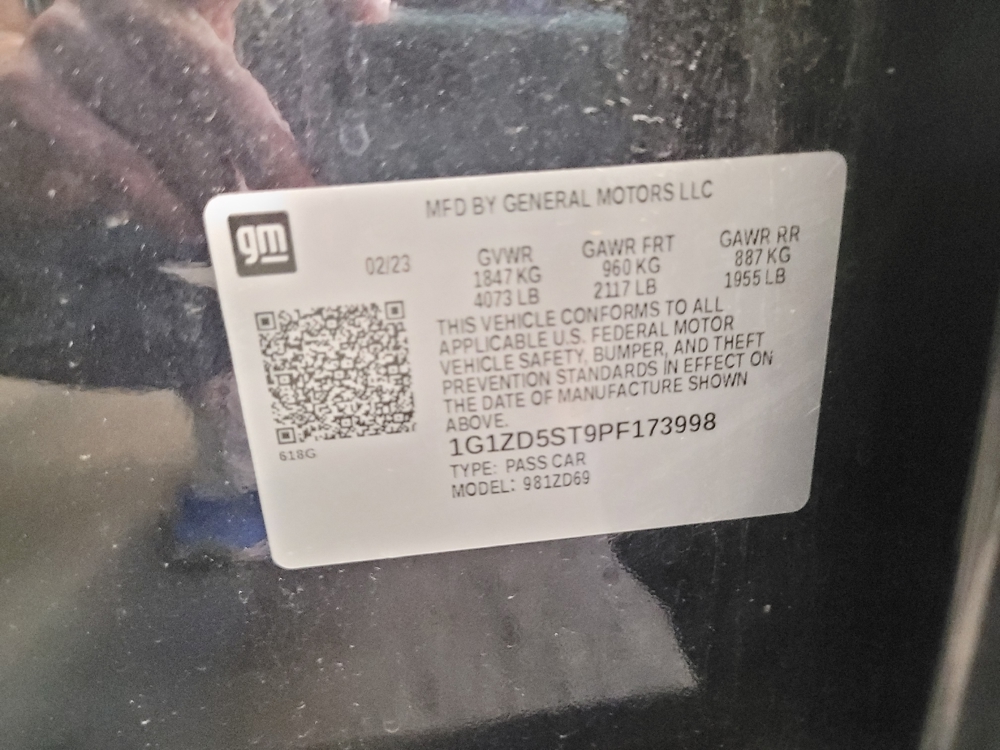 MFD BY GENERAL MOTORS LLC
gm
02/23
GVWR
1847 KG
4073 LB
GAWR FRT
960 KG
2117 LB
GAWR RR
887 KG
1955 LB
THIS VEHICLE CONFORMS TO ALL
APPLICABLE U.S. FEDERAL MOTOR
VEHICLE SAFETY, BUMPER, AND THEFT
PREVENTION STANDARDS IN EFFECT ON
THE DATE OF MANUFACTURE SHOWN
ABOVE.
618G
1G1ZD5ST9PF173998
TYPE: PASS CAR
MODEL: 981ZD69